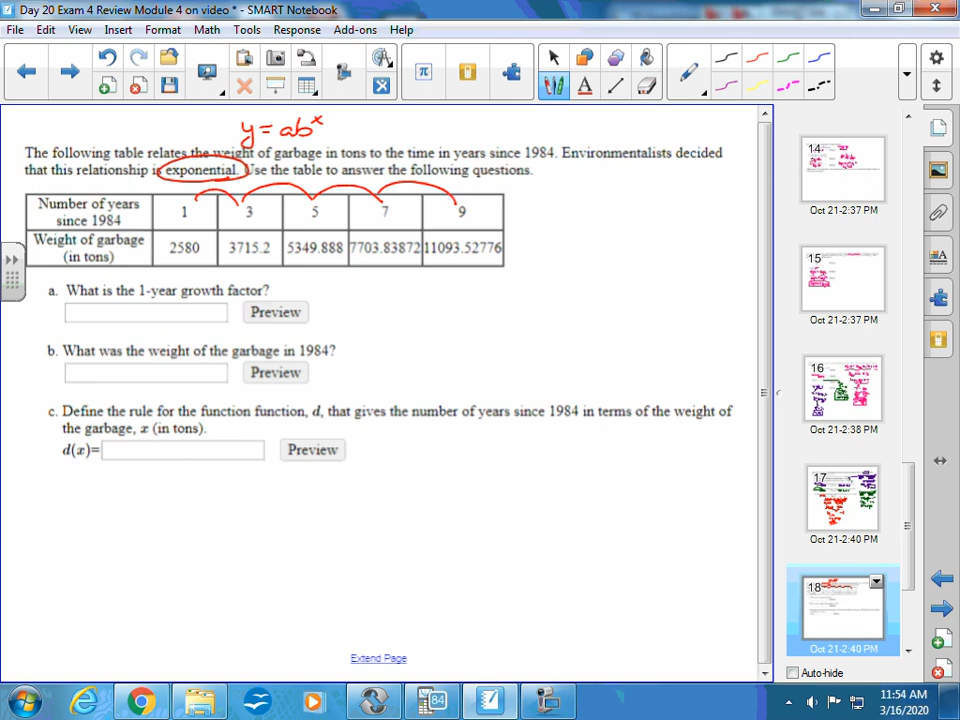 Day 20 Exam 4 Review Module 4 on video * - SMART Notebook
File Edit View Insert Format Math Tools Response Add-ons Help
y = ab^x
The following table relates the weight of garbage in tons to the time in years since 1984. Environmentalists decided
that this relationship is exponential. Use the table to answer the following questions.
Number of years since 1984 1 3 5 7 9
Weight of garbage (in tons) 2580 3715.2 5349.888 7703.83872 11093.52776
a. What is the 1-year growth factor?
Preview
b. What was the weight of the garbage in 1984?
Preview
c. Define the rule for the function function, d, that gives the number of years since 1984 in terms of the weight of
the garbage, x (in tons).
d(x)= Preview
Extend Page
14
Oct 21-2:37 PM
15
Oct 21-2:37 PM
16
Oct 21-2:38 PM
17
Oct 21-2:40 PM
18
Oct 21-2:40 PM
Auto-hide
84
11:54 AM
3/16/2020